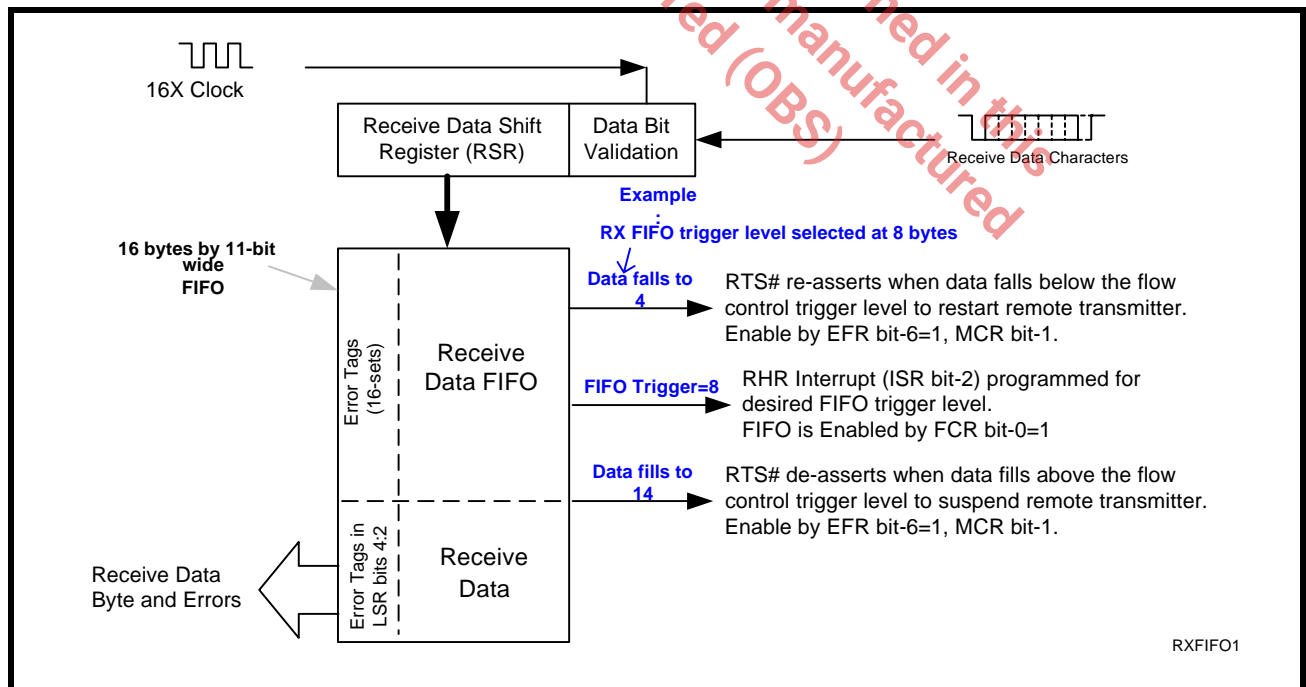 ned in this
manufactured
red (OBS)
16X Clock
Receive Data Shift
Register (RSR)
Data Bit
Validation
Receive Data Characters
Example
:
RX FIFO trigger level selected at 8 bytes
16 bytes by 11-bit
wide
FIFO
Data falls to
4
RTS# re-asserts when data falls below the flow
control trigger level to restart remote transmitter.
Enable by EFR bit-6=1, MCR bit-1.
Error Tags
(16-sets)
Receive
Data FIFO
FIFO Trigger=8
RHR Interrupt (ISR bit-2) programmed for
desired FIFO trigger level.
FIFO is Enabled by FCR bit-0=1
Data fills to
14
RTS# de-asserts when data fills above the flow
control trigger level to suspend remote transmitter.
Enable by EFR bit-6=1, MCR bit-1.
Error Tags in
LSR bits 4:2
Receive
Data
Receive Data
Byte and Errors
RXFIFO1